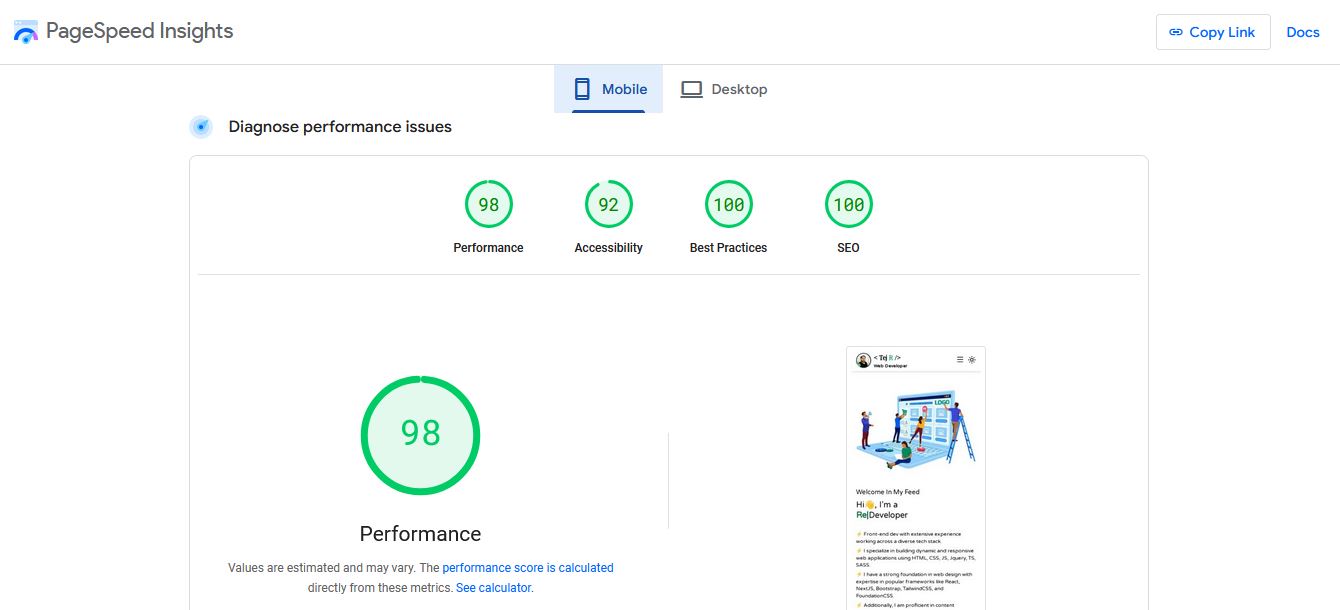 PageSpeed Insights
Copy Link
Docs
Mobile
Desktop
Diagnose performance issues
98
92
100
100
Performance
Accessibility
Best Practices
SEO
98
Performance
Values are estimated and may vary. The performance score is calculated
directly from these metrics. See calculator.
< Tej R />
Web Developer
LOGO
Welcome In My Feed
Hi👋, I'm a
Re|Developer
⚡ Front-end dev with extensive experience
working across a diverse tech stack
⚡ I specialize in building dynamic and responsive
web applications using HTML, CSS, JS, Jquery, TS,
SASS.
⚡ I have a strong foundation in web design with
expertise in popular frameworks like React,
NextJS, Bootstrap, TailwindCSS, and
FoundationCSS.
⚡ Additionally, I am proficient in content